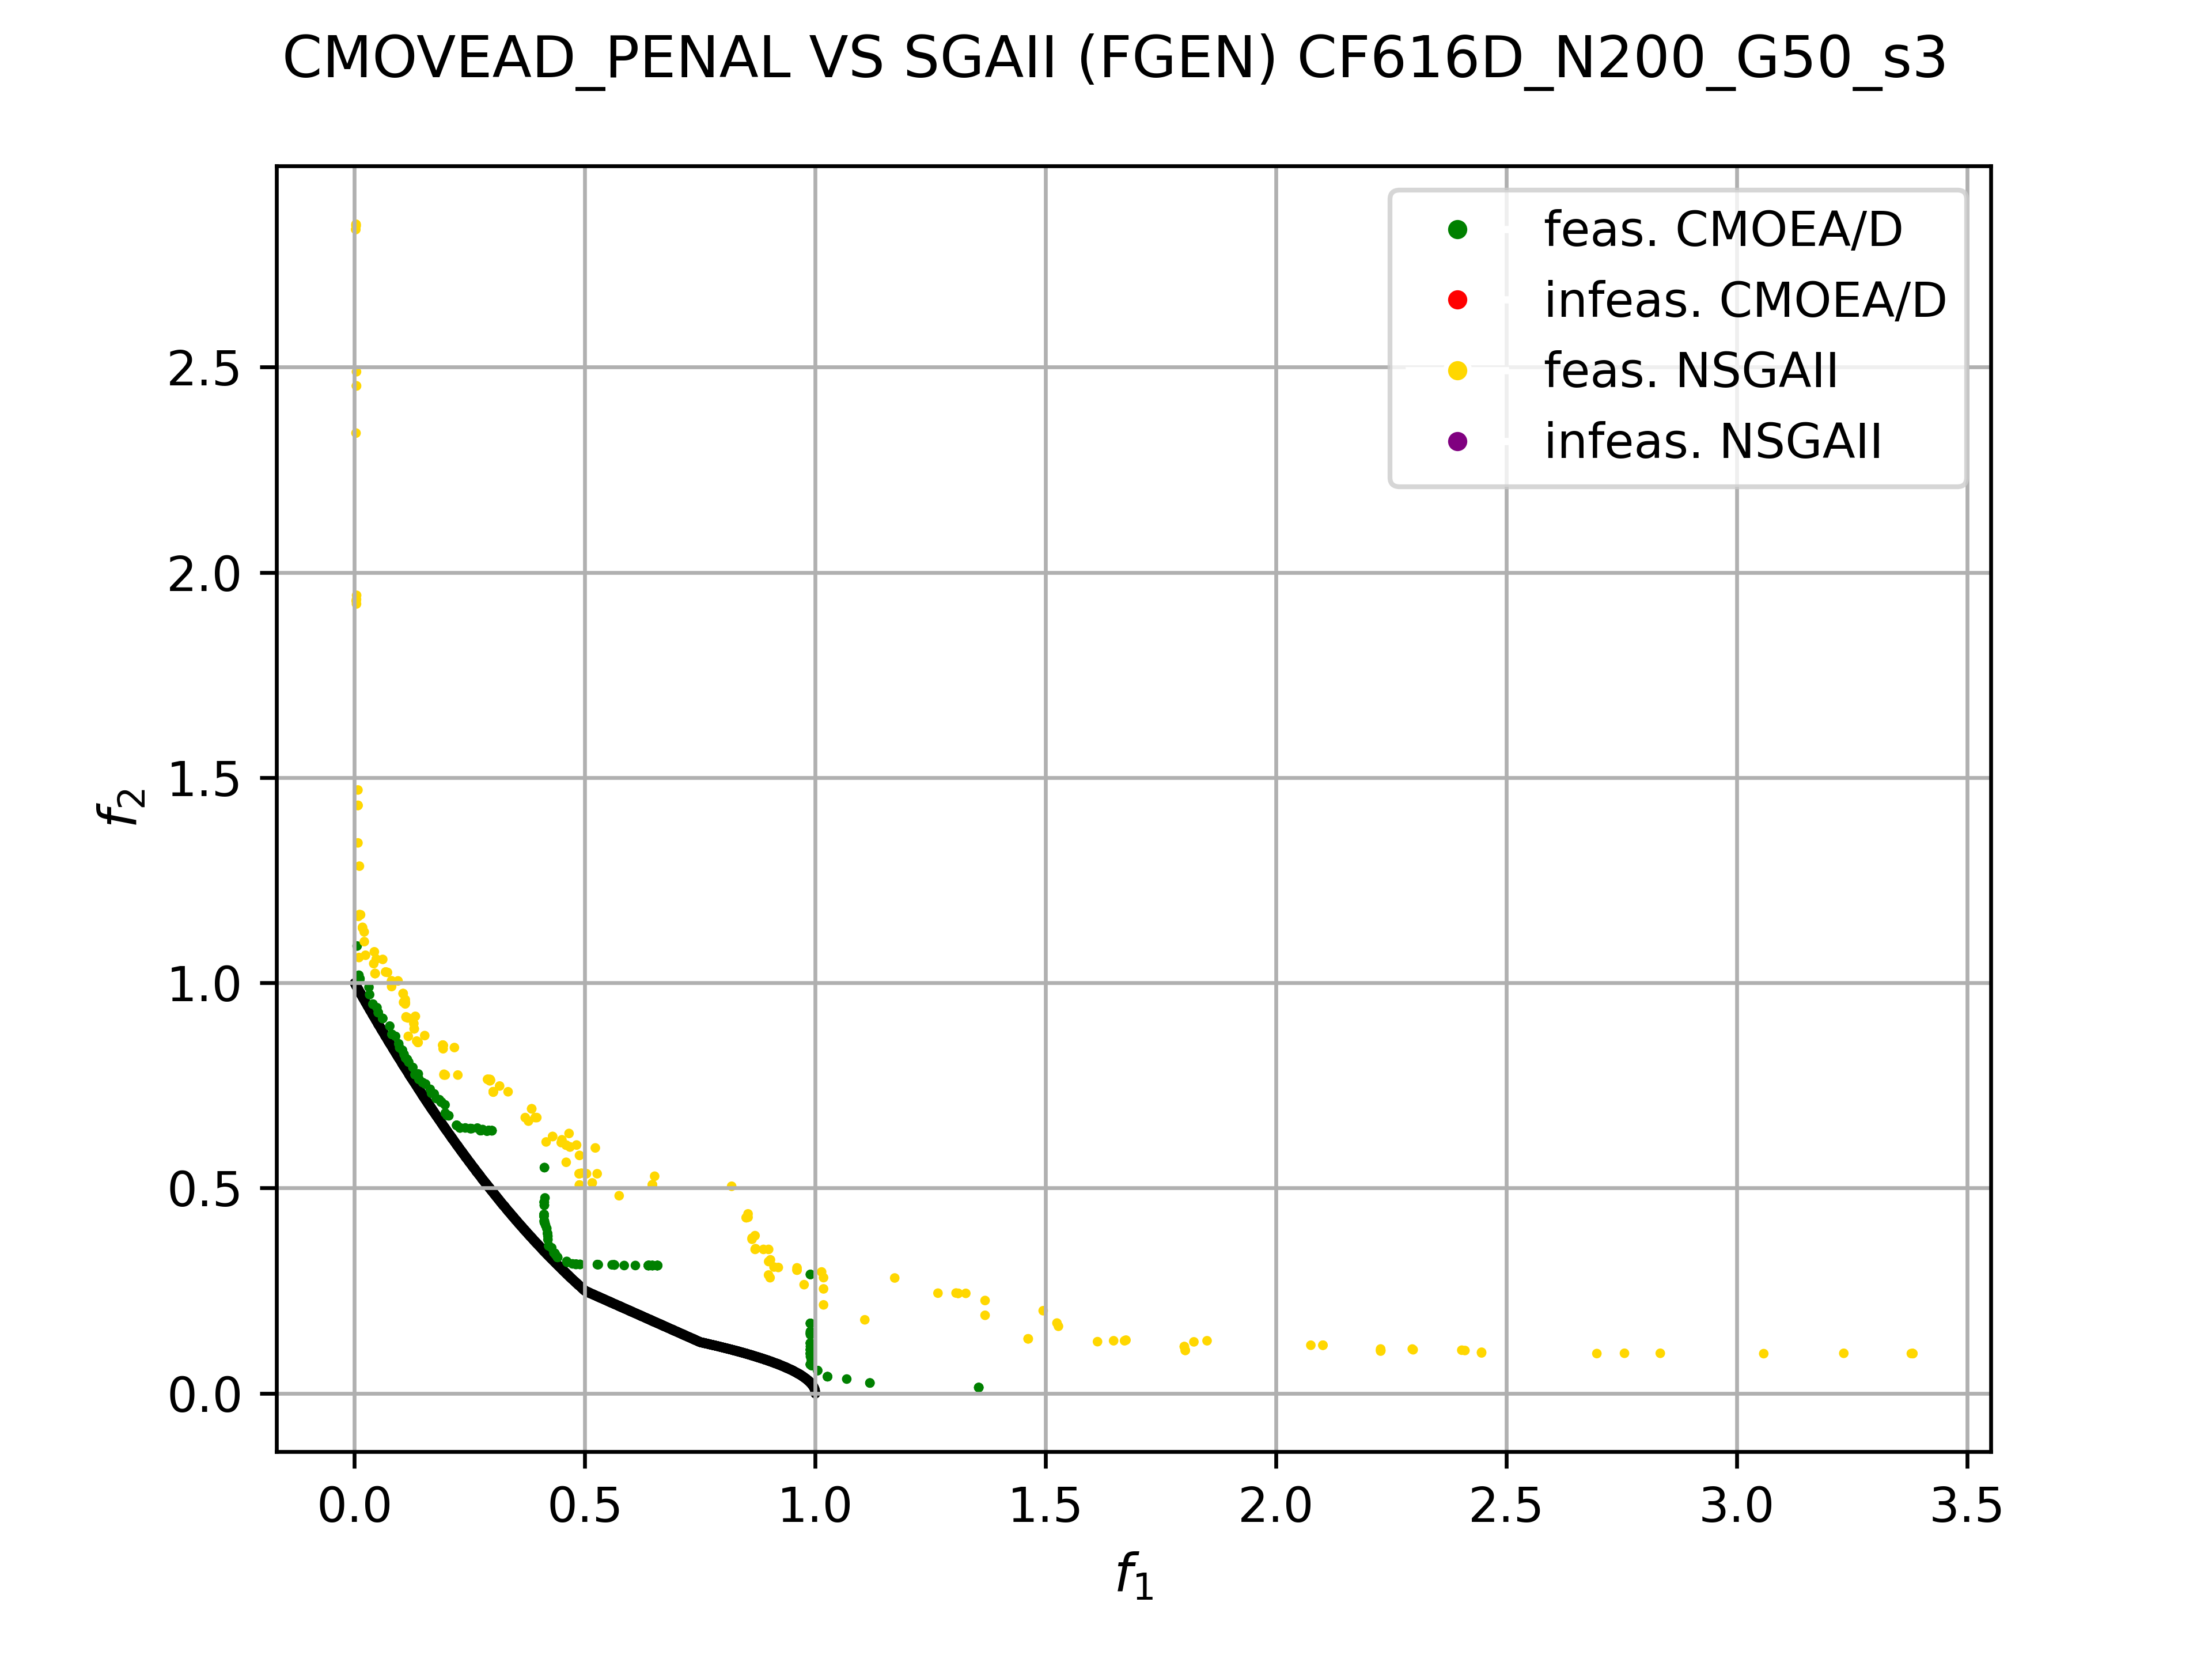 CMOVEAD_PENAL VS SGAII (FGEN) CF616D_N200_G50_s3
feas. CMOEA/D
infeas. CMOEA/D
feas. NSGAII
infeas. NSGAII
2.5
2.0
1.5
1.0
0.5
0.0
f2
0.0 0.5 1.0 1.5 2.0 2.5 3.0 3.5
f1